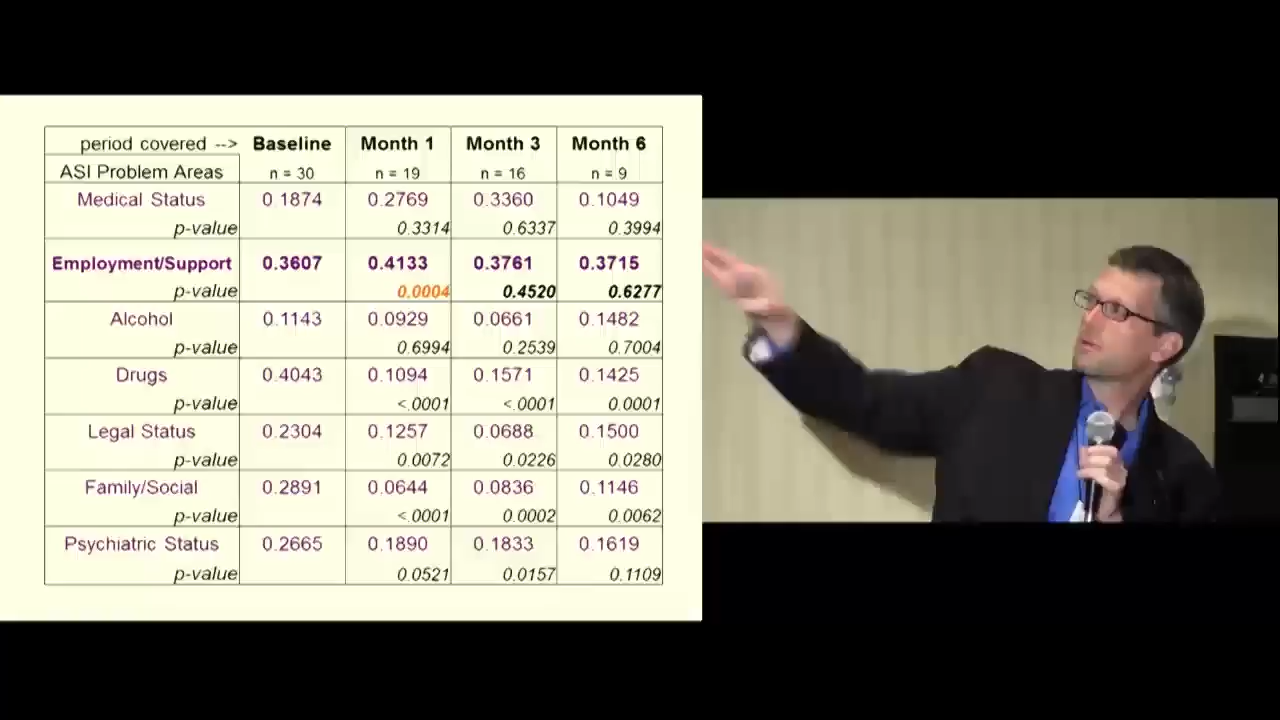 period covered --> Baseline Month 1 Month 3 Month 6
ASI Problem Areas n = 30 n = 19 n = 16 n = 9
Medical Status 0.1874 0.2769 0.3360 0.1049
p-value 0.3314 0.6337 0.3994
Employment/Support 0.3607 0.4133 0.3761 0.3715
p-value 0.0004 0.4520 0.6277
Alcohol 0.1143 0.0929 0.0661 0.1482
p-value 0.6994 0.2539 0.7004
Drugs 0.4043 0.1094 0.1571 0.1425
p-value <.0001 <.0001 0.0001
Legal Status 0.2304 0.1257 0.0688 0.1500
p-value 0.0072 0.0226 0.0280
Family/Social 0.2891 0.0644 0.0836 0.1146
p-value <.0001 0.0002 0.0062
Psychiatric Status 0.2665 0.1890 0.1833 0.1619
p-value 0.0521 0.0157 0.1109